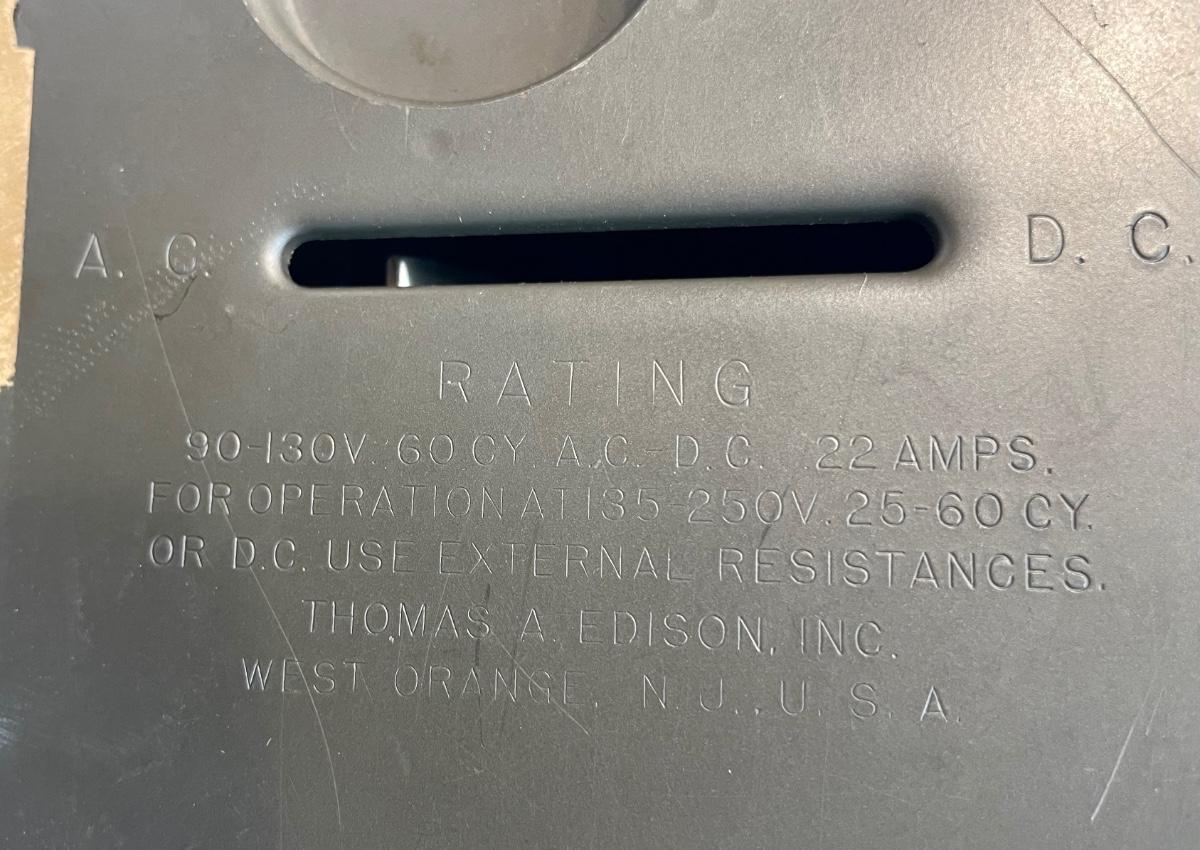 A. C. D. C.
RATING
90-130V. 60 CY. A.C.-D.C. .22 AMPS.
FOR OPERATION AT 135-250V. 25-60 CY.
OR D.C. USE EXTERNAL RESISTANCES.
THOMAS A. EDISON, INC.
WEST ORANGE, N. J., U. S. A.